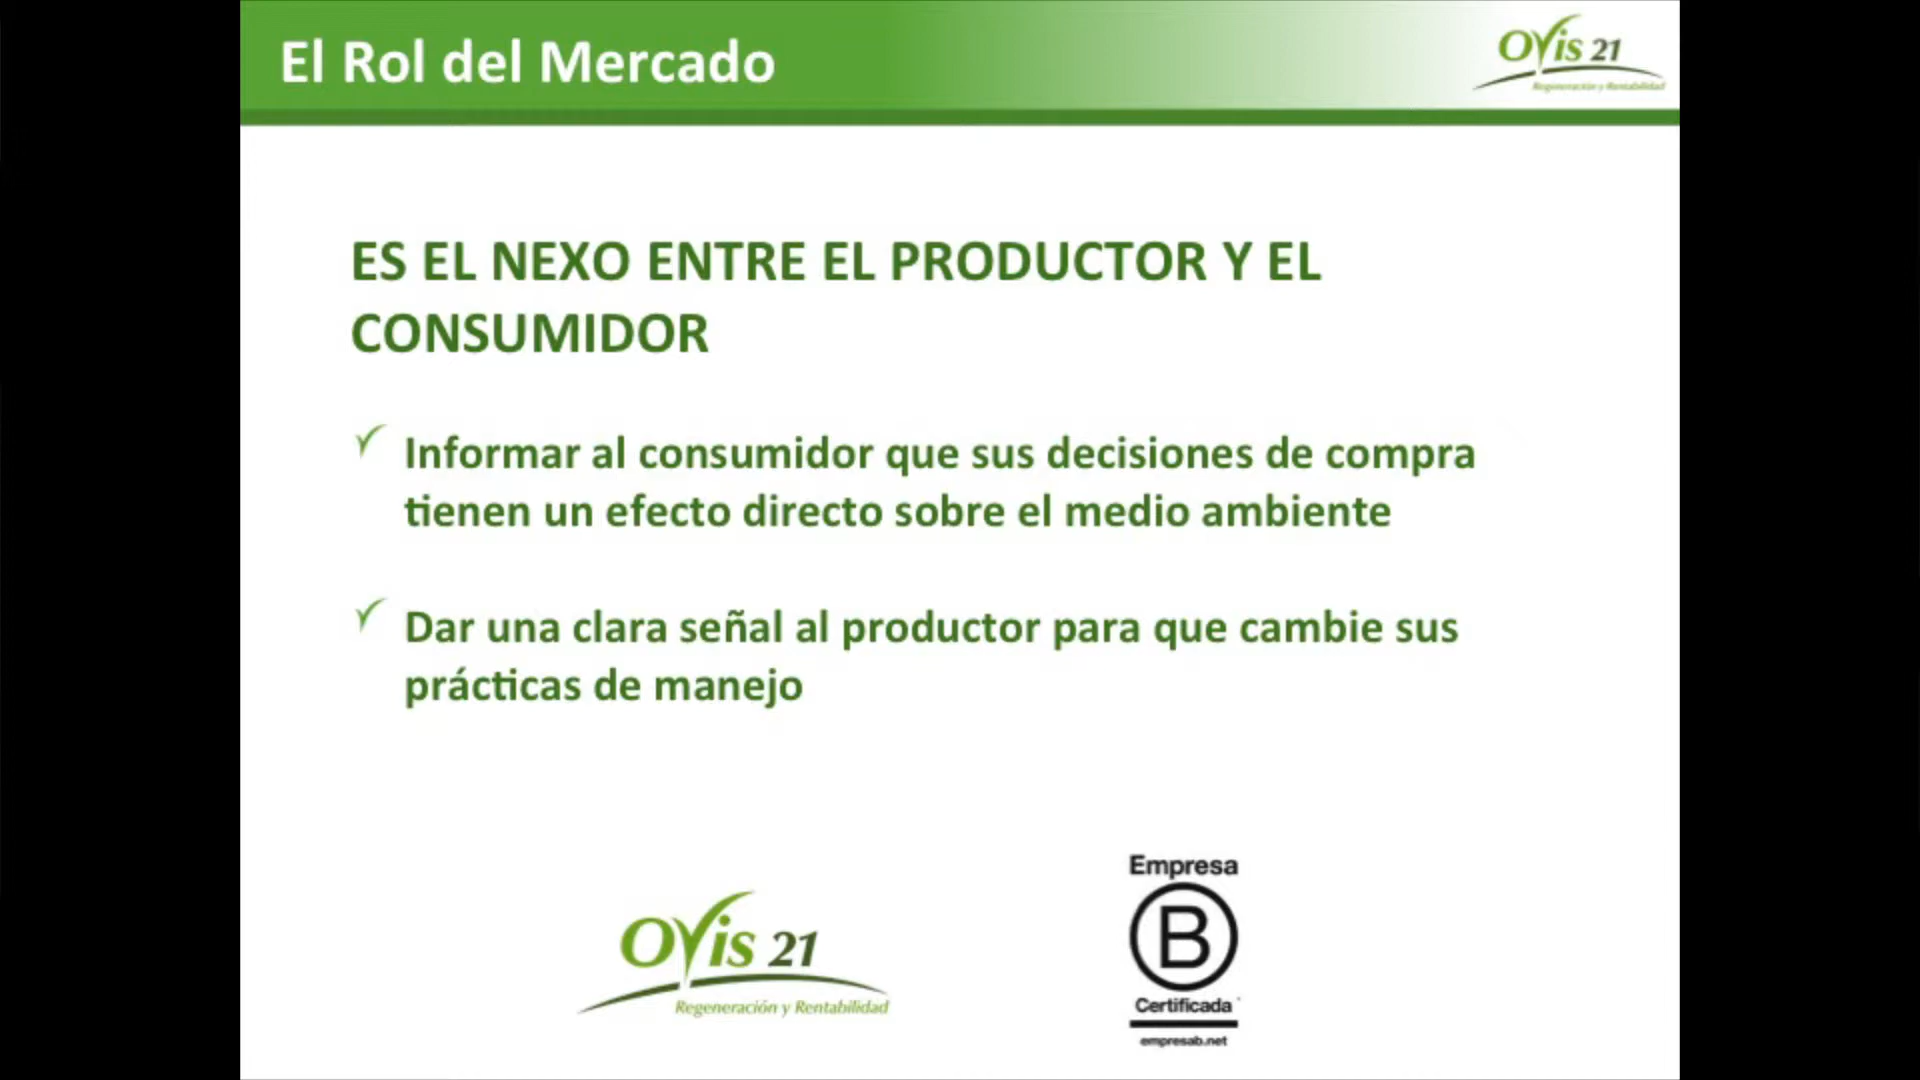 El Rol del Mercado
Ovis 21
Regeneración y Rentabilidad
ES EL NEXO ENTRE EL PRODUCTOR Y EL
CONSUMIDOR
Informar al consumidor que sus decisiones de compra
tienen un efecto directo sobre el medio ambiente
Dar una clara señal al productor para que cambie sus
prácticas de manejo
Ovis 21
Regeneración y Rentabilidad
Empresa
B
Certificada
empresab.net